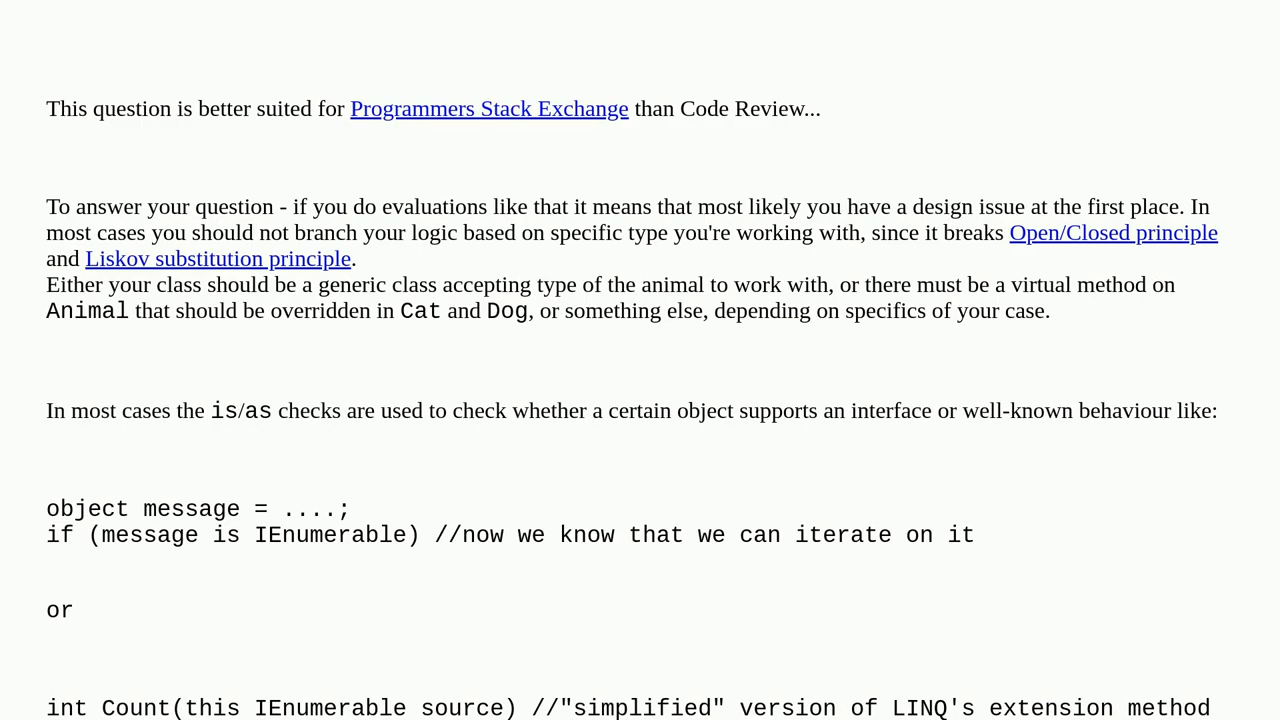 This question is better suited for Programmers Stack Exchange than Code Review...
To answer your question - if you do evaluations like that it means that most likely you have a design issue at the first place. In
most cases you should not branch your logic based on specific type you're working with, since it breaks Open/Closed principle
and Liskov substitution principle.
Either your class should be a generic class accepting type of the animal to work with, or there must be a virtual method on
Animal that should be overridden in Cat and Dog, or something else, depending on specifics of your case.
In most cases the is/as checks are used to check whether a certain object supports an interface or well-known behaviour like:
object message = ....;
if (message is IEnumerable) //now we know that we can iterate on it
or
int Count(this IEnumerable source) //"simplified" version of LINQ's extension method